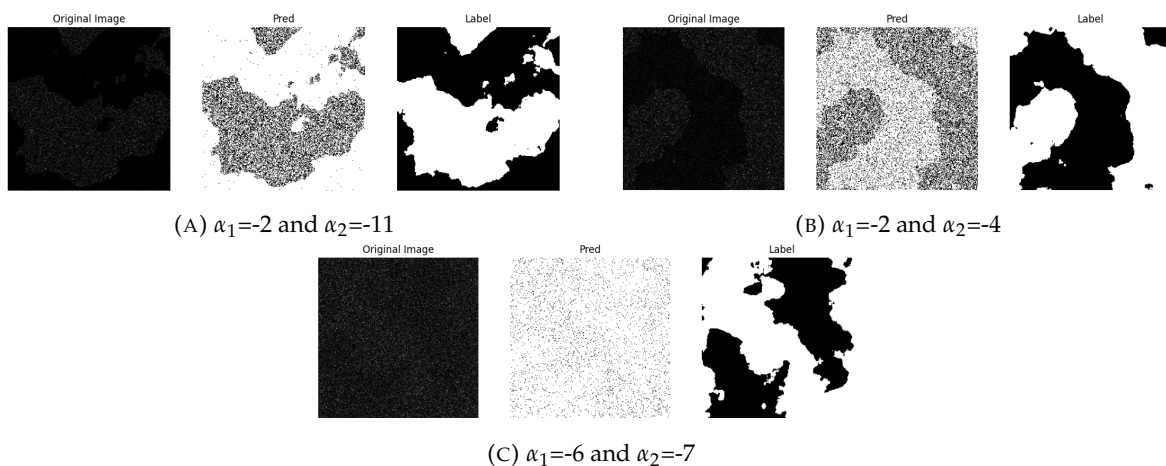 Original Image Pred Label Original Image Pred Label
(A) α₁=-2 and α₂=-11 (B) α₁=-2 and α₂=-4
Original Image Pred Label
(C) α₁=-6 and α₂=-7